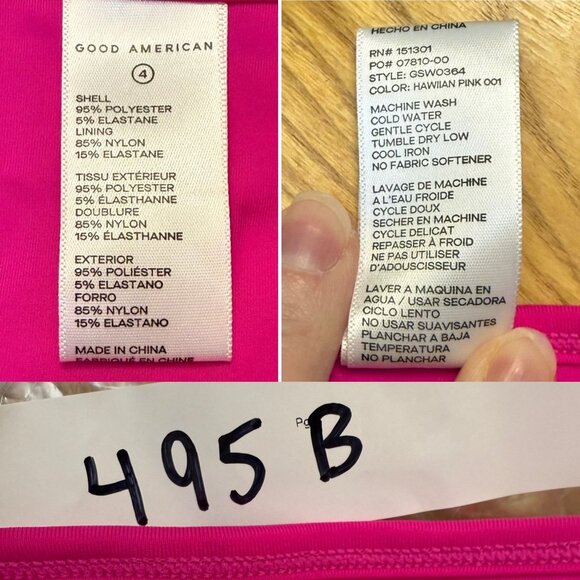 GOOD AMERICAN
4
SHELL
95% POLYESTER
5% ELASTANE
LINING
85% NYLON
15% ELASTANE
TISSU EXTÉRIEUR
95% POLYESTER
5% ÉLASTHANNE
DOUBLURE
85% NYLON
15% ÉLASTHANNE
EXTERIOR
95% POLIÉSTER
5% ELASTANO
FORRO
85% NYLON
15% ELASTANO
MADE IN CHINA
FABRIQUÉ EN CHINE
HECHO EN CHINA
RN# 151301
PO# 07810-00
STYLE: GSW0364
COLOR: HAWIIAN PINK 001
MACHINE WASH
COLD WATER
GENTLE CYCLE
TUMBLE DRY LOW
COOL IRON
NO FABRIC SOFTENER
LAVAGE DE MACHINE
A L'EAU FROIDE
CYCLE DOUX
SECHER EN MACHINE
CYCLE DELICAT
REPASSER À FROID
NE PAS UTILISER
D'ADOUSCISSEUR
LAVER A MAQUINA EN
AGUA / USAR SECADORA
CICLO LENTO
NO USAR SUAVISANTES
PLANCHAR A BAJA
TEMPERATURA
NO PLANCHAR
495 B